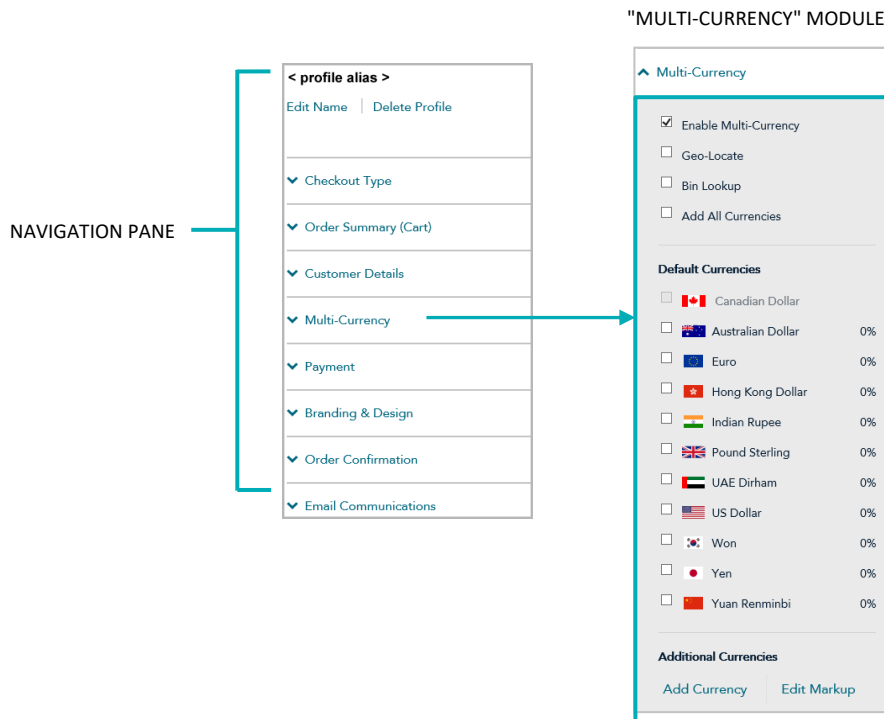 "MULTI-CURRENCY" MODULE
NAVIGATION PANE
< profile alias >
Edit Name | Delete Profile
Checkout Type
Order Summary (Cart)
Customer Details
Multi-Currency
Payment
Branding & Design
Order Confirmation
Email Communications
Multi-Currency
Enable Multi-Currency
Geo-Locate
Bin Lookup
Add All Currencies
Default Currencies
Canadian Dollar
Australian Dollar 0%
Euro 0%
Hong Kong Dollar 0%
Indian Rupee 0%
Pound Sterling 0%
UAE Dirham 0%
US Dollar 0%
Won 0%
Yen 0%
Yuan Renminbi 0%
Additional Currencies
Add Currency Edit Markup